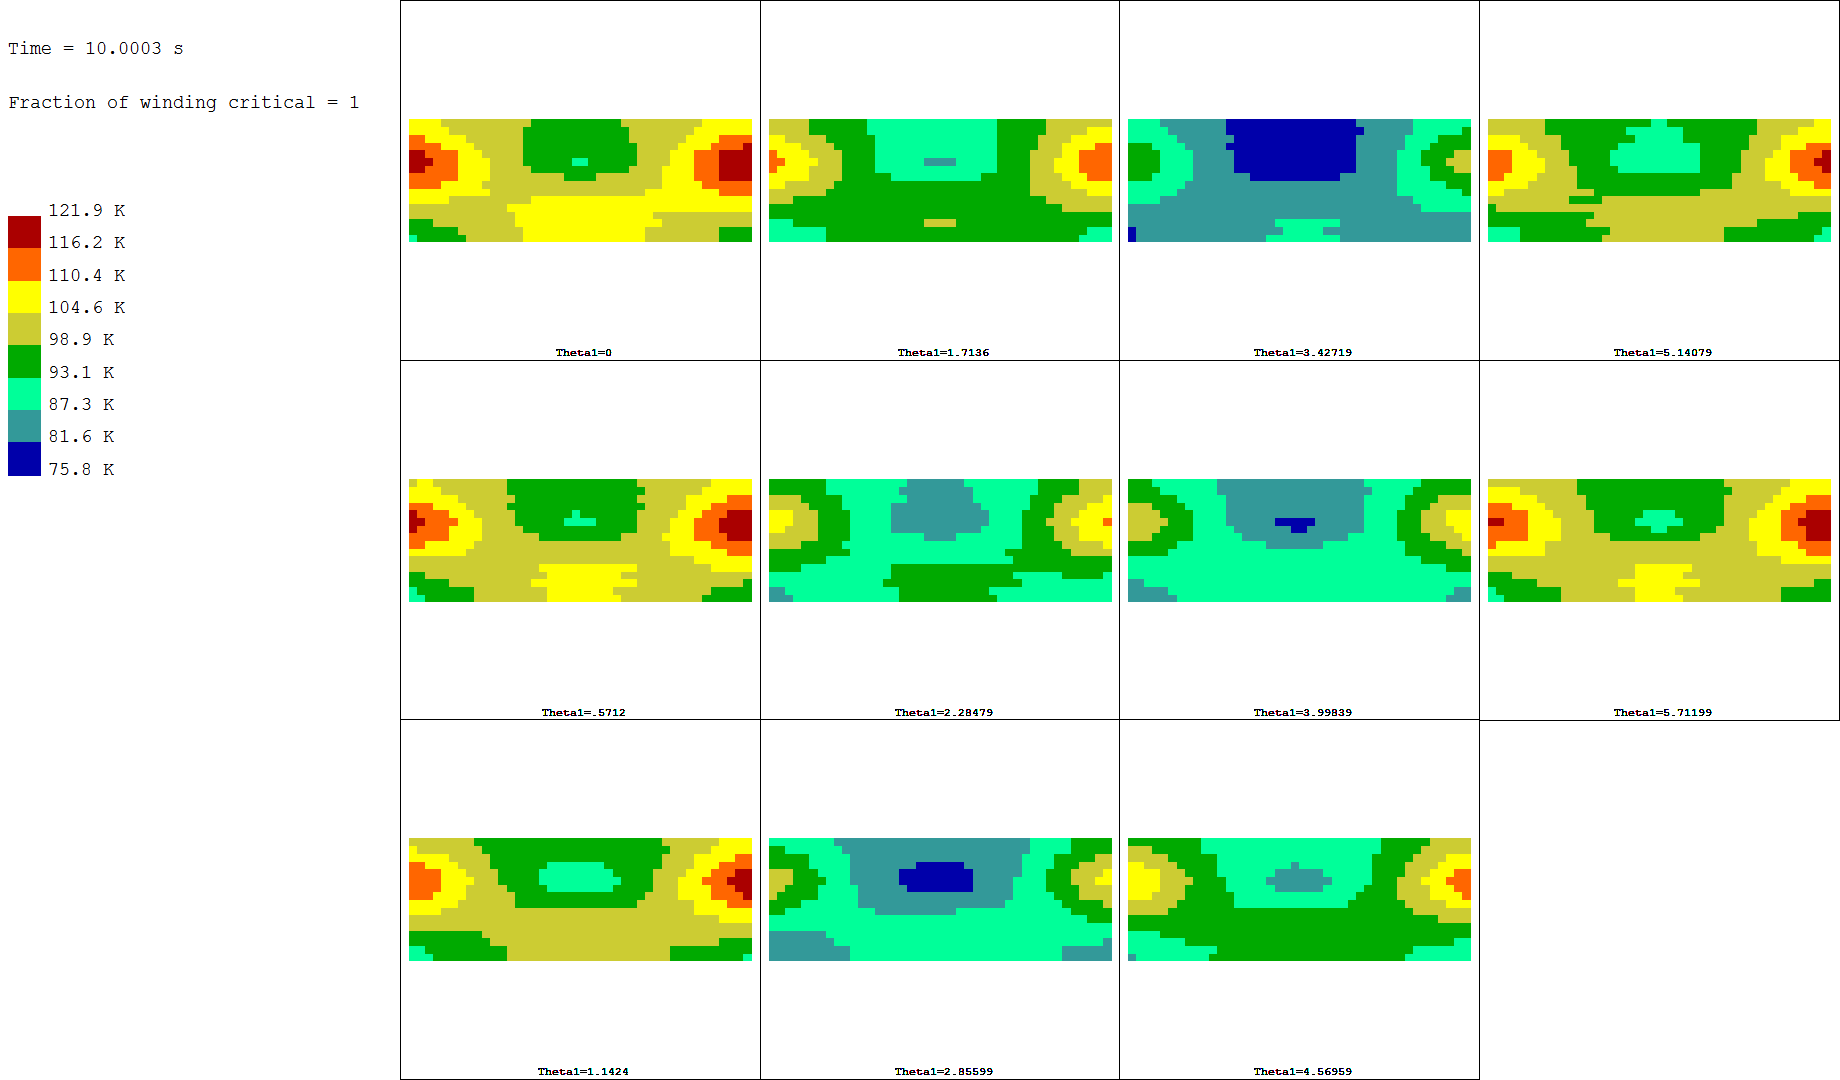 Time = 10.0003 s
Fraction of winding critical = 1
121.9 K
116.2 K
110.4 K
104.6 K
98.9 K
93.1 K
87.3 K
81.6 K
75.8 K
Theta1=0
Theta1=1.7136
Theta1=3.42719
Theta1=5.14079
Theta1=.5712
Theta1=2.28479
Theta1=3.99839
Theta1=5.71199
Theta1=1.1424
Theta1=2.85599
Theta1=4.56959